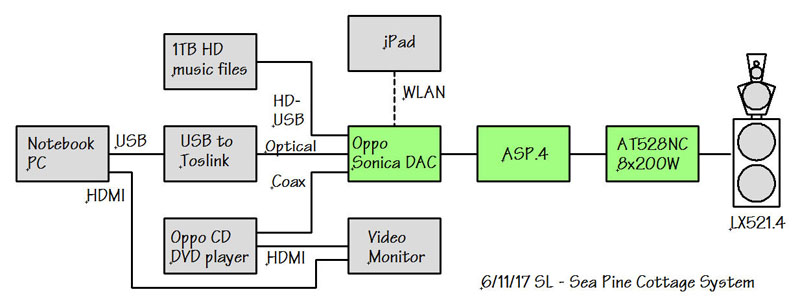 1TB HD
music files
iPad
WLAN
HD-
USB
Notebook
PC
USB
USB to
Toslink
Optical
Oppo
Sonica DAC
ASP.4
AT528NC
8x200W
HDMI
Coax
Oppo CD
DVD player
HDMI
Video
Monitor
LX521.4
6/11/17 SL - Sea Pine Cottage System